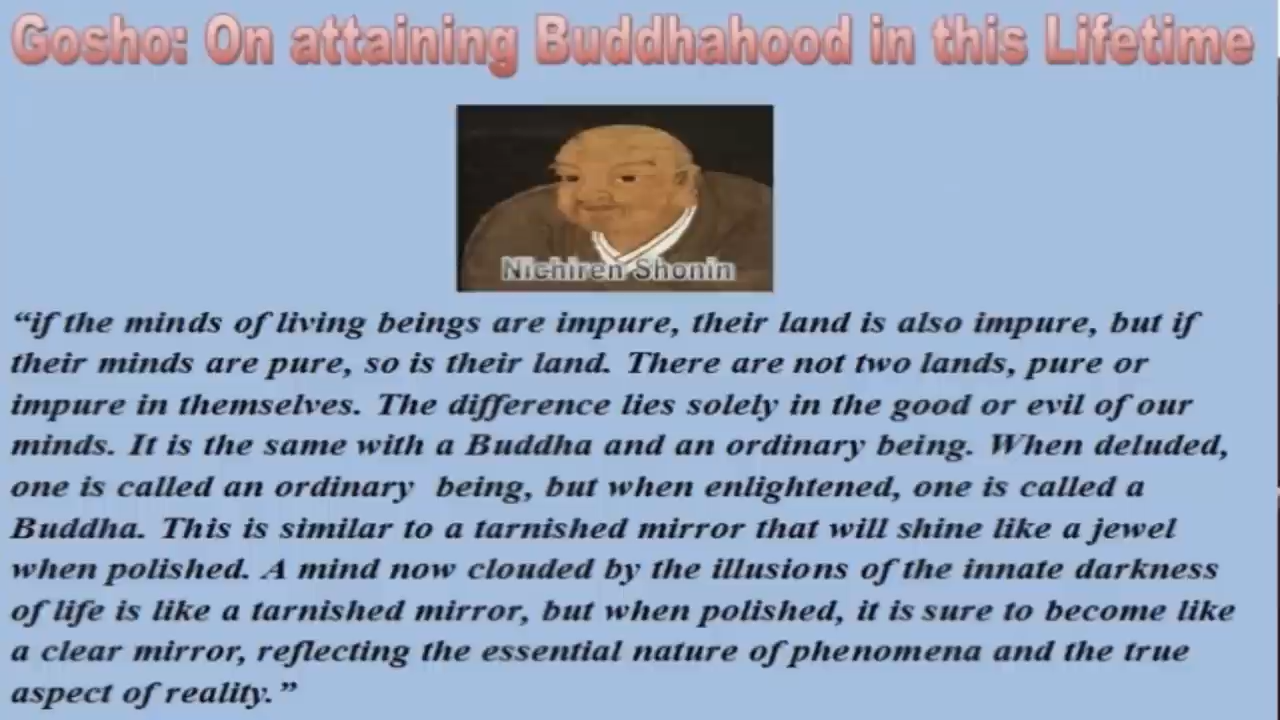 Gosho: On attaining Buddhahood in this Lifetime
Nichiren Shonin
“if the minds of living beings are impure, their land is also impure, but if
their minds are pure, so is their land. There are not two lands, pure or
impure in themselves. The difference lies solely in the good or evil of our
minds. It is the same with a Buddha and an ordinary being. When deluded,
one is called an ordinary being, but when enlightened, one is called a
Buddha. This is similar to a tarnished mirror that will shine like a jewel
when polished. A mind now clouded by the illusions of the innate darkness
of life is like a tarnished mirror, but when polished, it is sure to become like
a clear mirror, reflecting the essential nature of phenomena and the true
aspect of reality.”